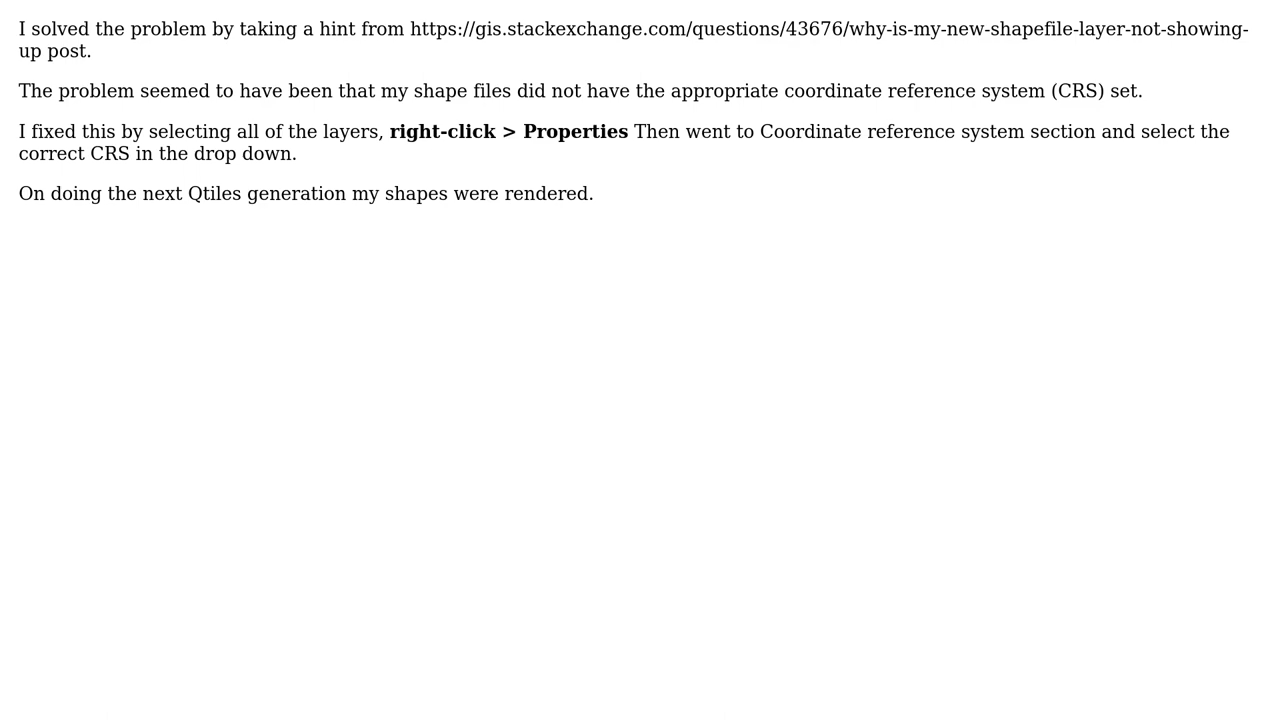 I solved the problem by taking a hint from https://gis.stackexchange.com/questions/43676/why-is-my-new-shapefile-layer-not-showing-
up post.
The problem seemed to have been that my shape files did not have the appropriate coordinate reference system (CRS) set.
I fixed this by selecting all of the layers, right-click > Properties Then went to Coordinate reference system section and select the
correct CRS in the drop down.
On doing the next Qtiles generation my shapes were rendered.